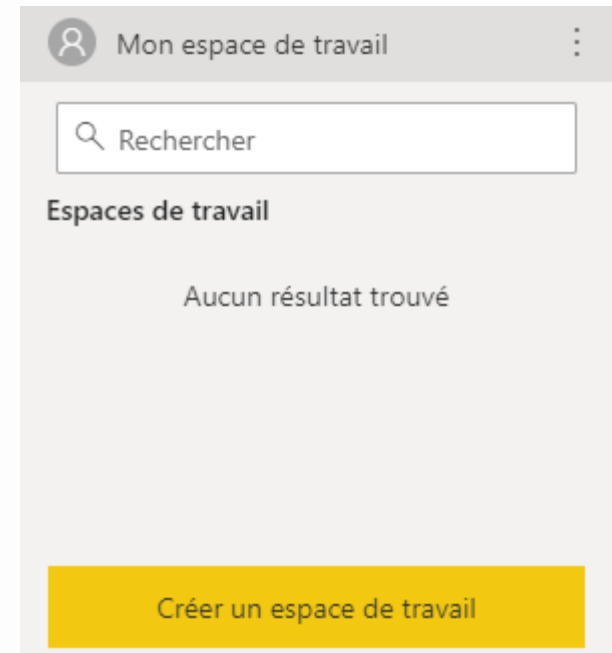 Mon espace de travail
Rechercher
Espaces de travail
Aucun résultat trouvé
Créer un espace de travail